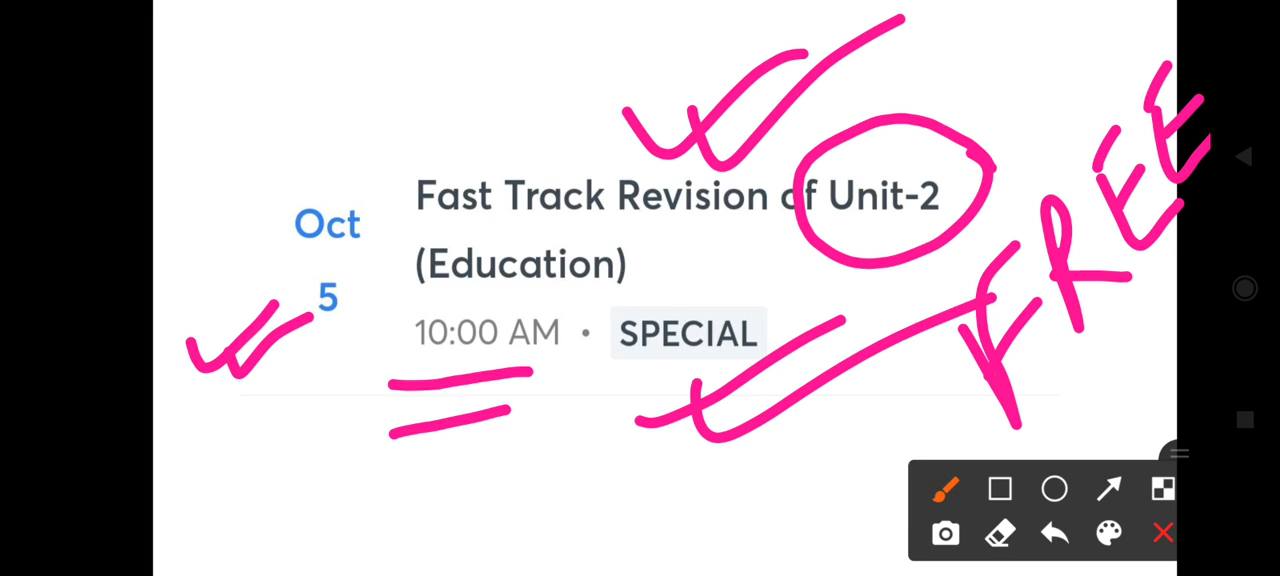 Fast Track Revision of Unit-2
(Education)
Oct
5
10:00 AM • SPECIAL
FREE